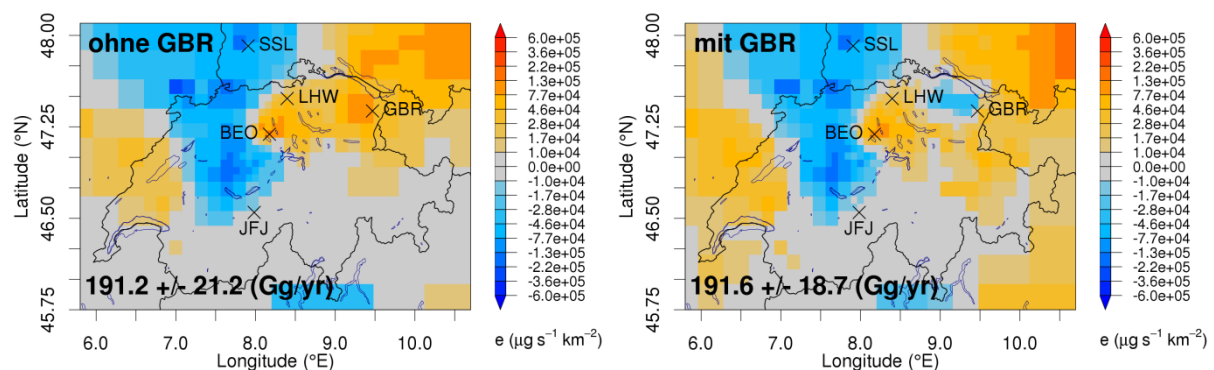 ohne GBR
SSL
LHW
GBR
BEO
JFJ
191.2 +/- 21.2 (Gg/yr)
48.00
47.25
46.50
45.75
Latitude (°N)
6.0 7.0 8.0 9.0 10.0
Longitude (°E)
6.0e+05
3.6e+05
2.2e+05
1.3e+05
7.7e+04
4.6e+04
2.8e+04
1.7e+04
1.0e+04
0.0e+00
-1.0e+04
-2.8e+04
-4.6e+04
-7.7e+04
-1.3e+05
-2.2e+05
-3.6e+05
-6.0e+05
e (µg s⁻¹ km⁻²)
mit GBR
SSL
LHW
GBR
BEO
JFJ
191.6 +/- 18.7 (Gg/yr)
48.00
47.25
46.50
45.75
Latitude (°N)
6.0 7.0 8.0 9.0 10.0
Longitude (°E)
6.0e+05
3.6e+05
2.2e+05
1.3e+05
7.7e+04
4.6e+04
2.8e+04
1.7e+04
1.0e+04
0.0e+00
-1.0e+04
-2.8e+04
-4.6e+04
-7.7e+04
-1.3e+05
-2.2e+05
-3.6e+05
-6.0e+05
e (µg s⁻¹ km⁻²)